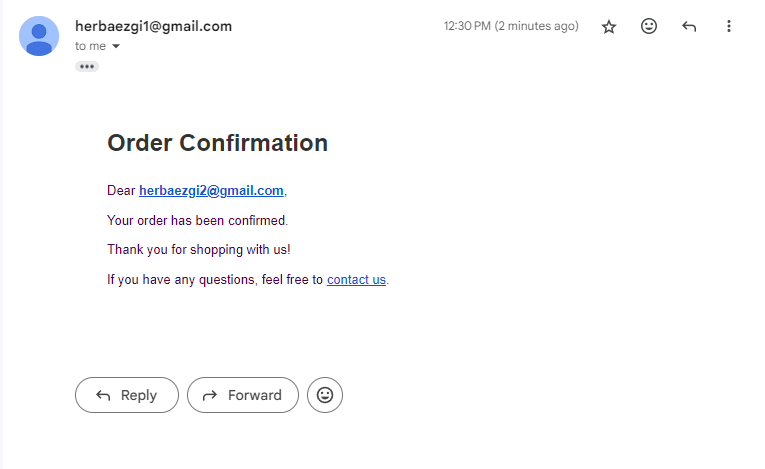 herbaezgi1@gmail.com
12:30 PM (2 minutes ago)
to me
Order Confirmation
Dear herbaezgi2@gmail.com,
Your order has been confirmed.
Thank you for shopping with us!
If you have any questions, feel free to contact us.
Reply
Forward